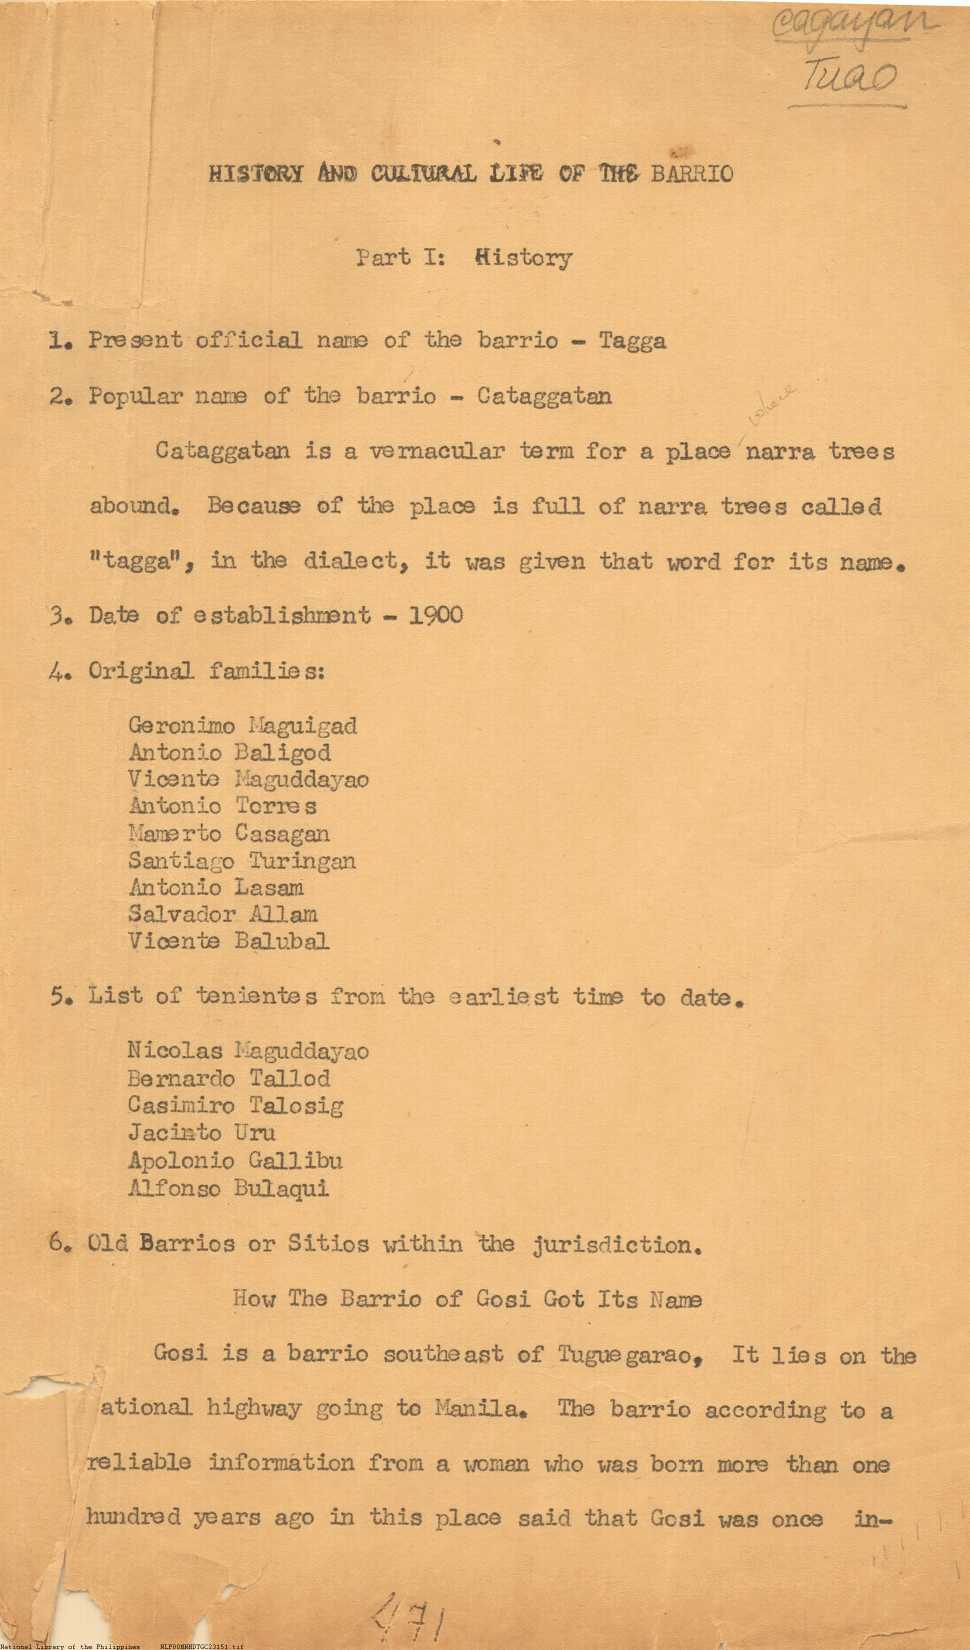 Cagayan
Tuao
HISTORY AND CULTURAL LIFE OF THE BARRIO
Part I: History
1. Present official name of the barrio - Tagga
2. Popular name of the barrio - Cataggatan
where
Cataggatan is a vernacular term for a place narra trees
abound. Because of the place is full of narra trees called
"tagga", in the dialect, it was given that word for its name.
3. Date of establishment - 1900
4. Original families:
Geronimo Maguigad
Antonio Baligod
Vicente Maguddayao
Antonio Torres
Mamerto Casagan
Santiago Turingan
Antonio Lasam
Salvador Allam
Vicente Balubal
5. List of tenientes from the earliest time to date.
Nicolas Maguddayao
Bernardo Tallod
Casimiro Talosig
Jacinto Uru
Apolonio Gallibu
Alfonso Bulaqui
6. Old Barrios or Sitios within the jurisdiction.
How The Barrio of Gosi Got Its Name
Gosi is a barrio southeast of Tuguegarao, It lies on the
ational highway going to Manila. The barrio according to a
reliable information from a woman who was born more than one
hundred years ago in this place said that Gosi was once in-
471
National Library of the Philippines NLP00MNHDTGC23151.tif